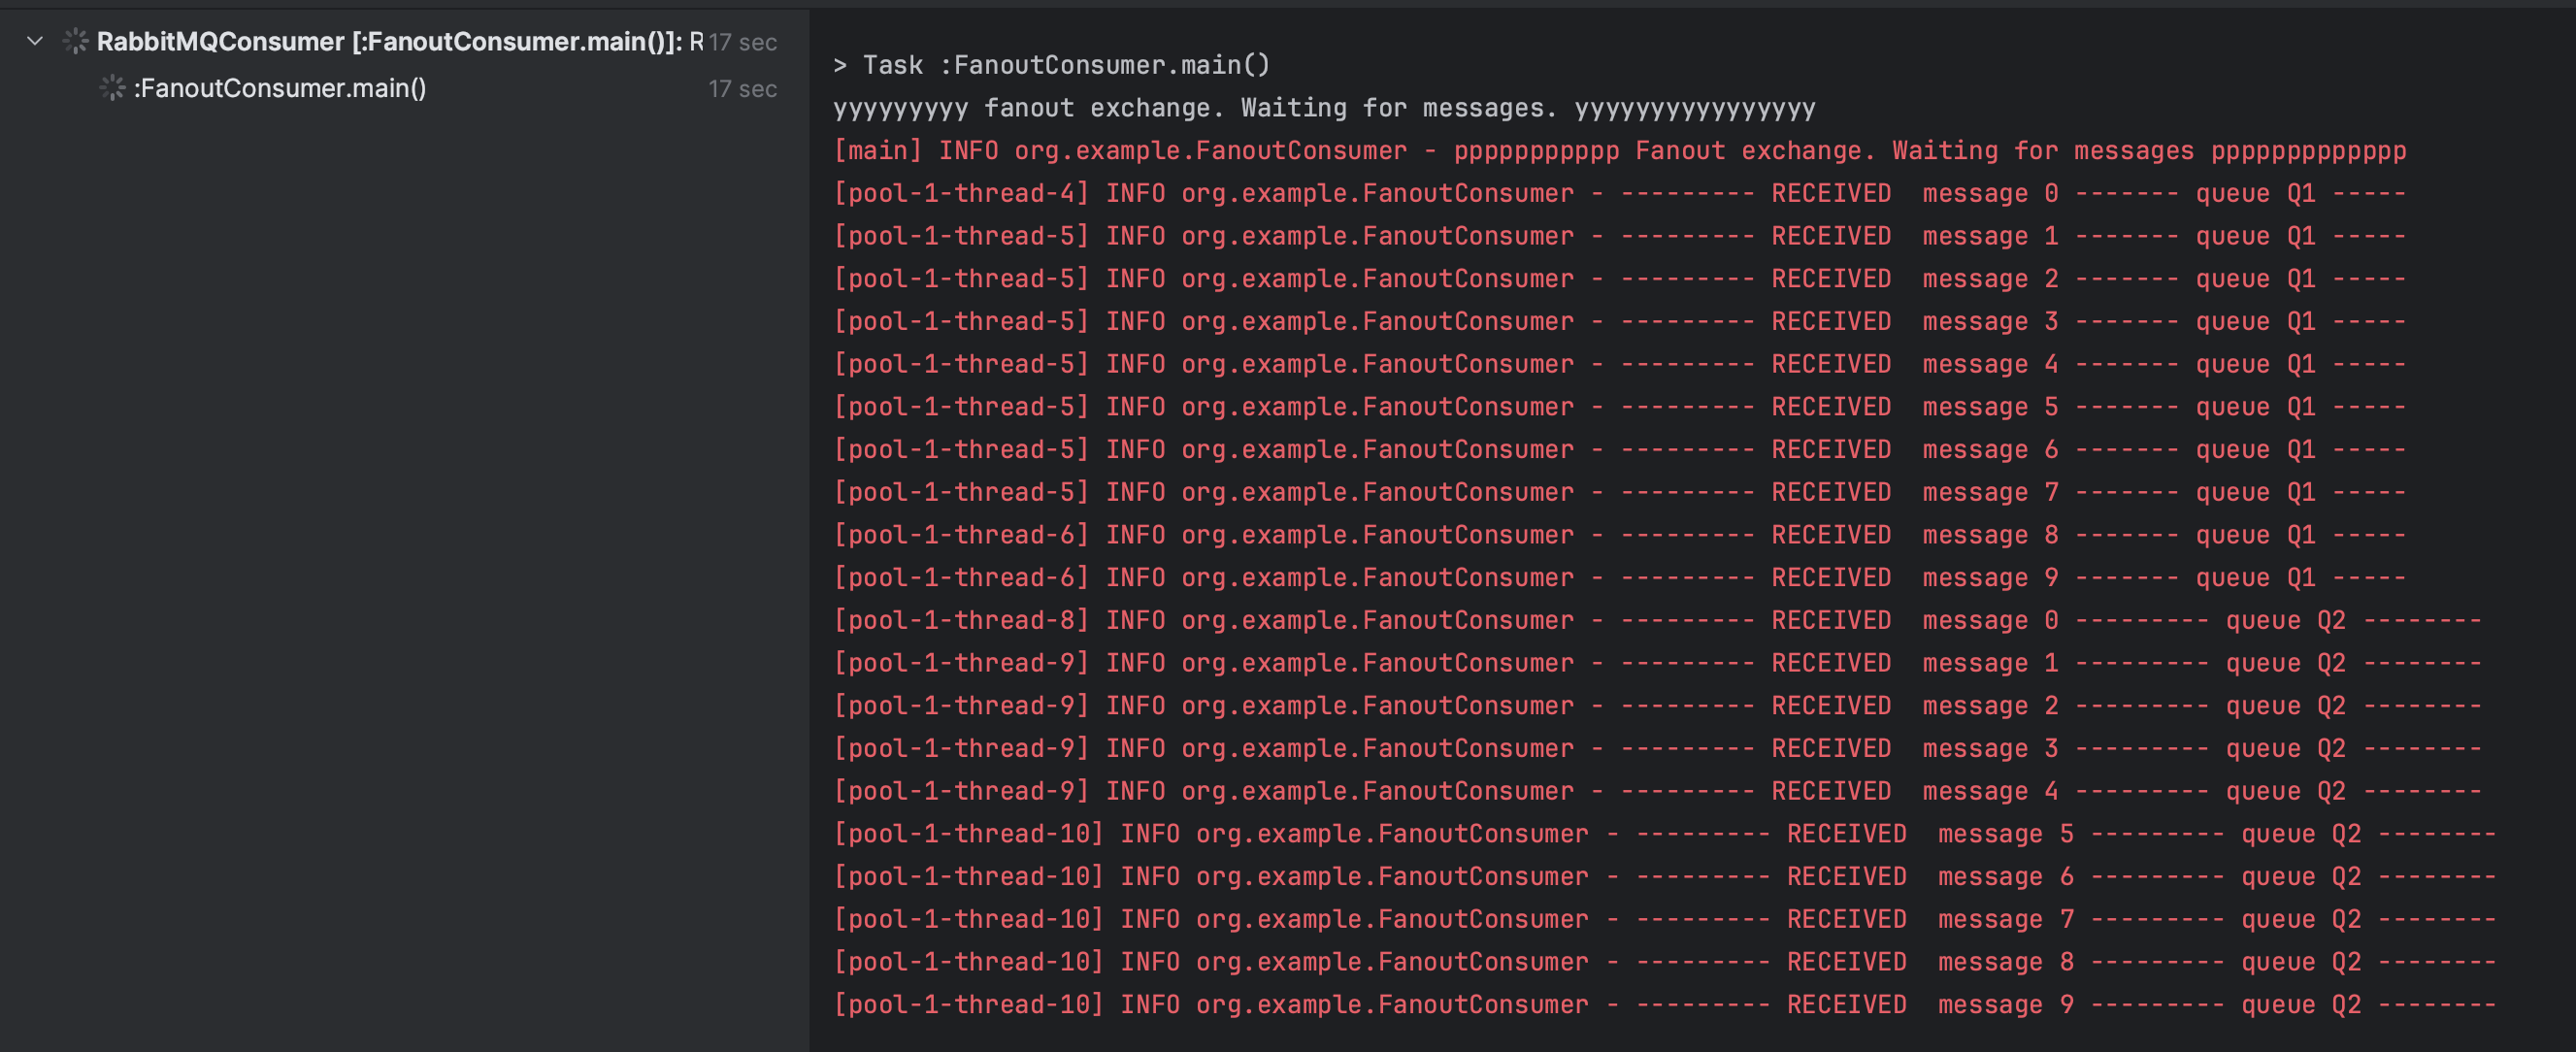 RabbitMQConsumer [:FanoutConsumer.main()]: R 17 sec
:FanoutConsumer.main() 17 sec
> Task :FanoutConsumer.main()
yyyyyyyyy fanout exchange. Waiting for messages. yyyyyyyyyyyyyyyy
[main] INFO org.example.FanoutConsumer - ppppppppppp Fanout exchange. Waiting for messages ppppppppppppp
[pool-1-thread-4] INFO org.example.FanoutConsumer - --------- RECEIVED  message 0 ------- queue Q1 -----
[pool-1-thread-5] INFO org.example.FanoutConsumer - --------- RECEIVED  message 1 ------- queue Q1 -----
[pool-1-thread-5] INFO org.example.FanoutConsumer - --------- RECEIVED  message 2 ------- queue Q1 -----
[pool-1-thread-5] INFO org.example.FanoutConsumer - --------- RECEIVED  message 3 ------- queue Q1 -----
[pool-1-thread-5] INFO org.example.FanoutConsumer - --------- RECEIVED  message 4 ------- queue Q1 -----
[pool-1-thread-5] INFO org.example.FanoutConsumer - --------- RECEIVED  message 5 ------- queue Q1 -----
[pool-1-thread-5] INFO org.example.FanoutConsumer - --------- RECEIVED  message 6 ------- queue Q1 -----
[pool-1-thread-5] INFO org.example.FanoutConsumer - --------- RECEIVED  message 7 ------- queue Q1 -----
[pool-1-thread-6] INFO org.example.FanoutConsumer - --------- RECEIVED  message 8 ------- queue Q1 -----
[pool-1-thread-6] INFO org.example.FanoutConsumer - --------- RECEIVED  message 9 ------- queue Q1 -----
[pool-1-thread-8] INFO org.example.FanoutConsumer - --------- RECEIVED  message 0 --------- queue Q2 --------
[pool-1-thread-9] INFO org.example.FanoutConsumer - --------- RECEIVED  message 1 --------- queue Q2 --------
[pool-1-thread-9] INFO org.example.FanoutConsumer - --------- RECEIVED  message 2 --------- queue Q2 --------
[pool-1-thread-9] INFO org.example.FanoutConsumer - --------- RECEIVED  message 3 --------- queue Q2 --------
[pool-1-thread-9] INFO org.example.FanoutConsumer - --------- RECEIVED  message 4 --------- queue Q2 --------
[pool-1-thread-10] INFO org.example.FanoutConsumer - --------- RECEIVED  message 5 --------- queue Q2 --------
[pool-1-thread-10] INFO org.example.FanoutConsumer - --------- RECEIVED  message 6 --------- queue Q2 --------
[pool-1-thread-10] INFO org.example.FanoutConsumer - --------- RECEIVED  message 7 --------- queue Q2 --------
[pool-1-thread-10] INFO org.example.FanoutConsumer - --------- RECEIVED  message 8 --------- queue Q2 --------
[pool-1-thread-10] INFO org.example.FanoutConsumer - --------- RECEIVED  message 9 --------- queue Q2 --------